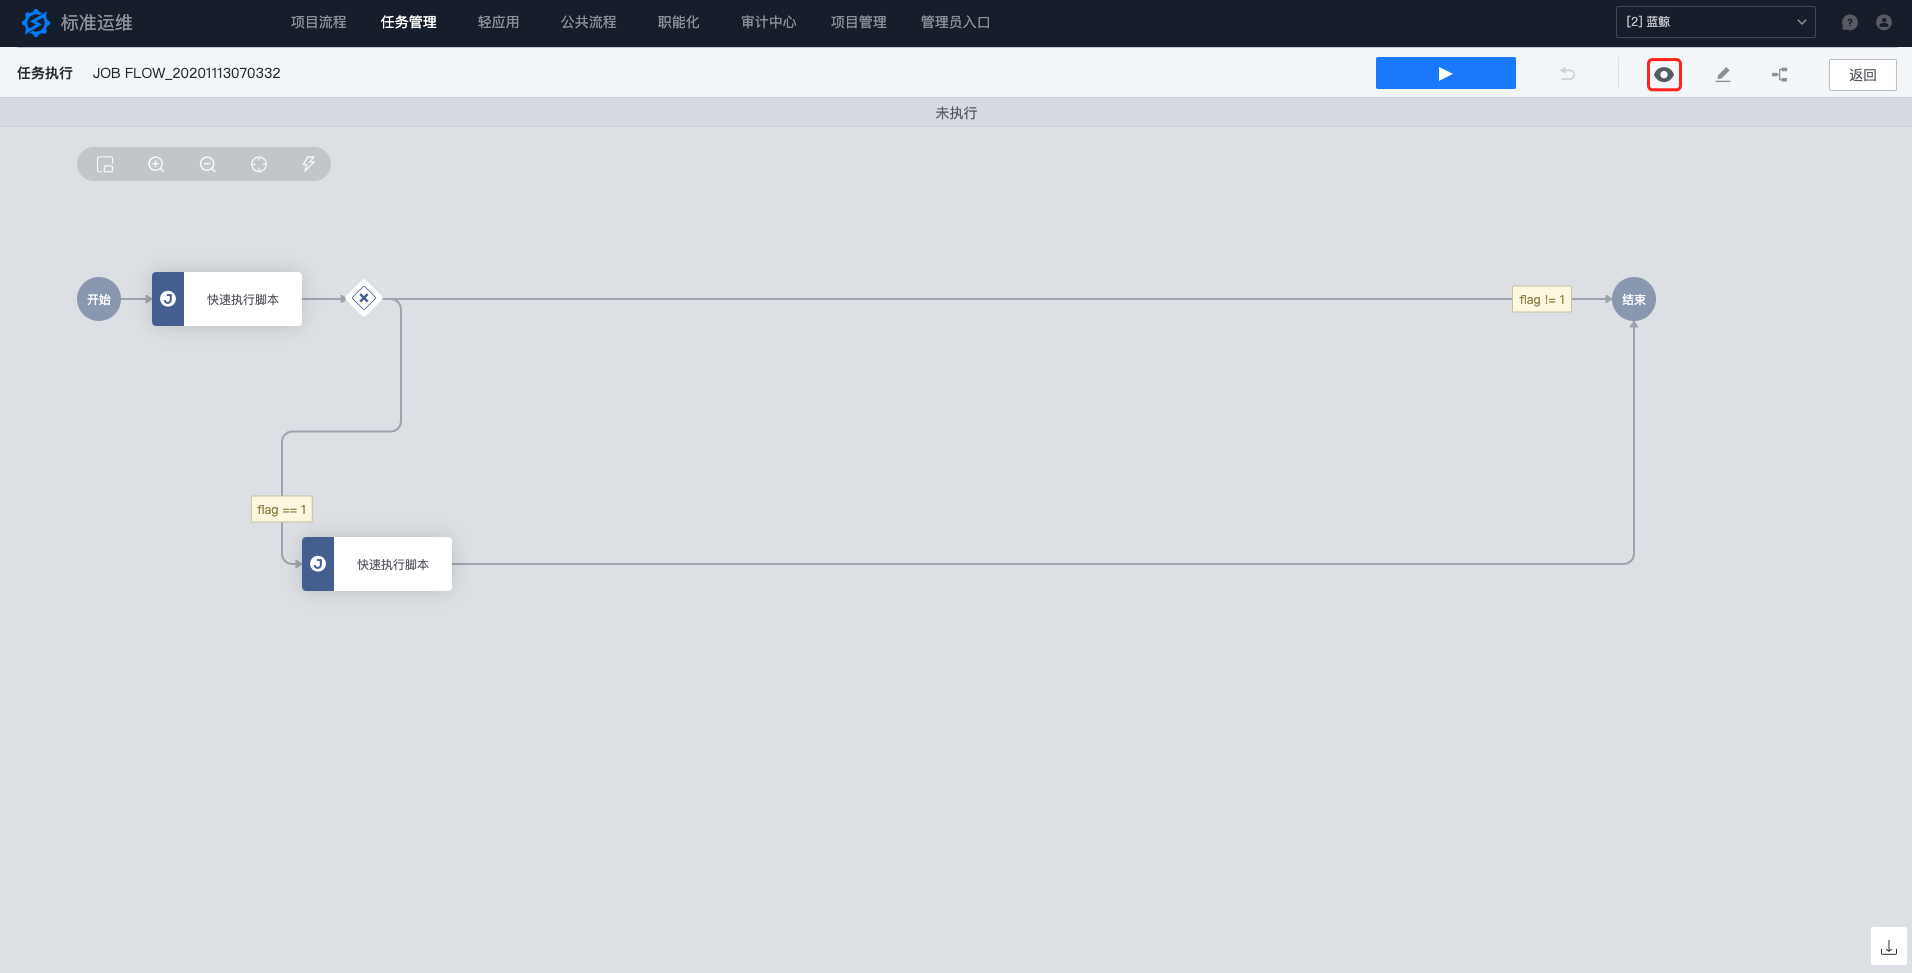 标准运维
项目流程 任务管理 轻应用 公共流程 职能化 审计中心 项目管理 管理员入口
[2] 蓝鲸
任务执行 JOB FLOW_20201113070332
返回
未执行
开始
快速执行脚本
flag != 1
结束
flag == 1
快速执行脚本